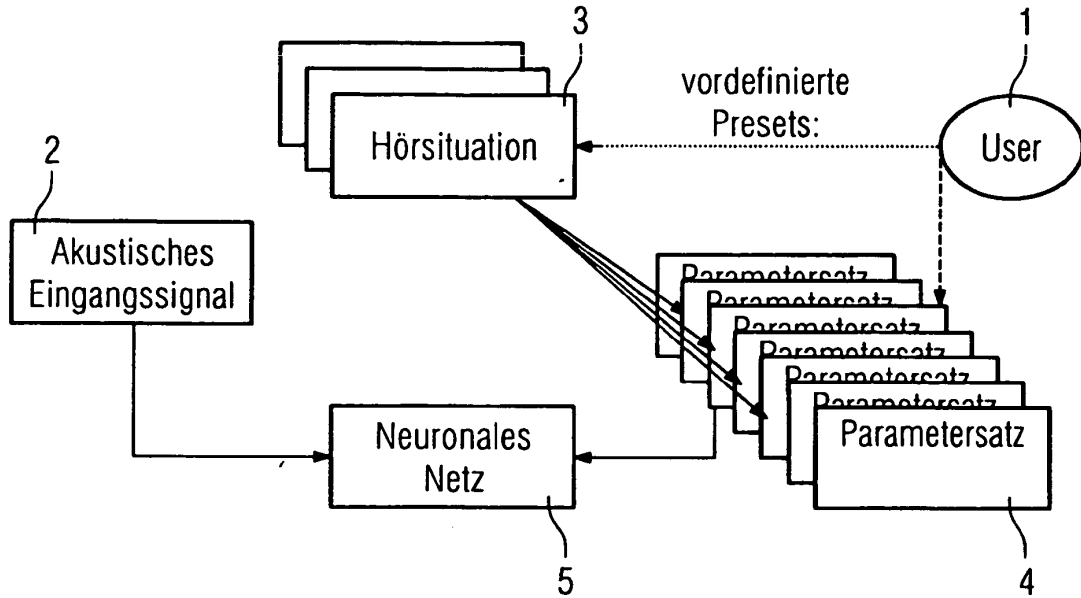 3
1
vordefinierte
Presets:
Hörsituation
User
2
Akustisches
Eingangssignal
Parametersatz
Parametersatz
Parametersatz
Parametersatz
Parametersatz
Parametersatz
Parametersatz
Neuronales
Netz
5
4